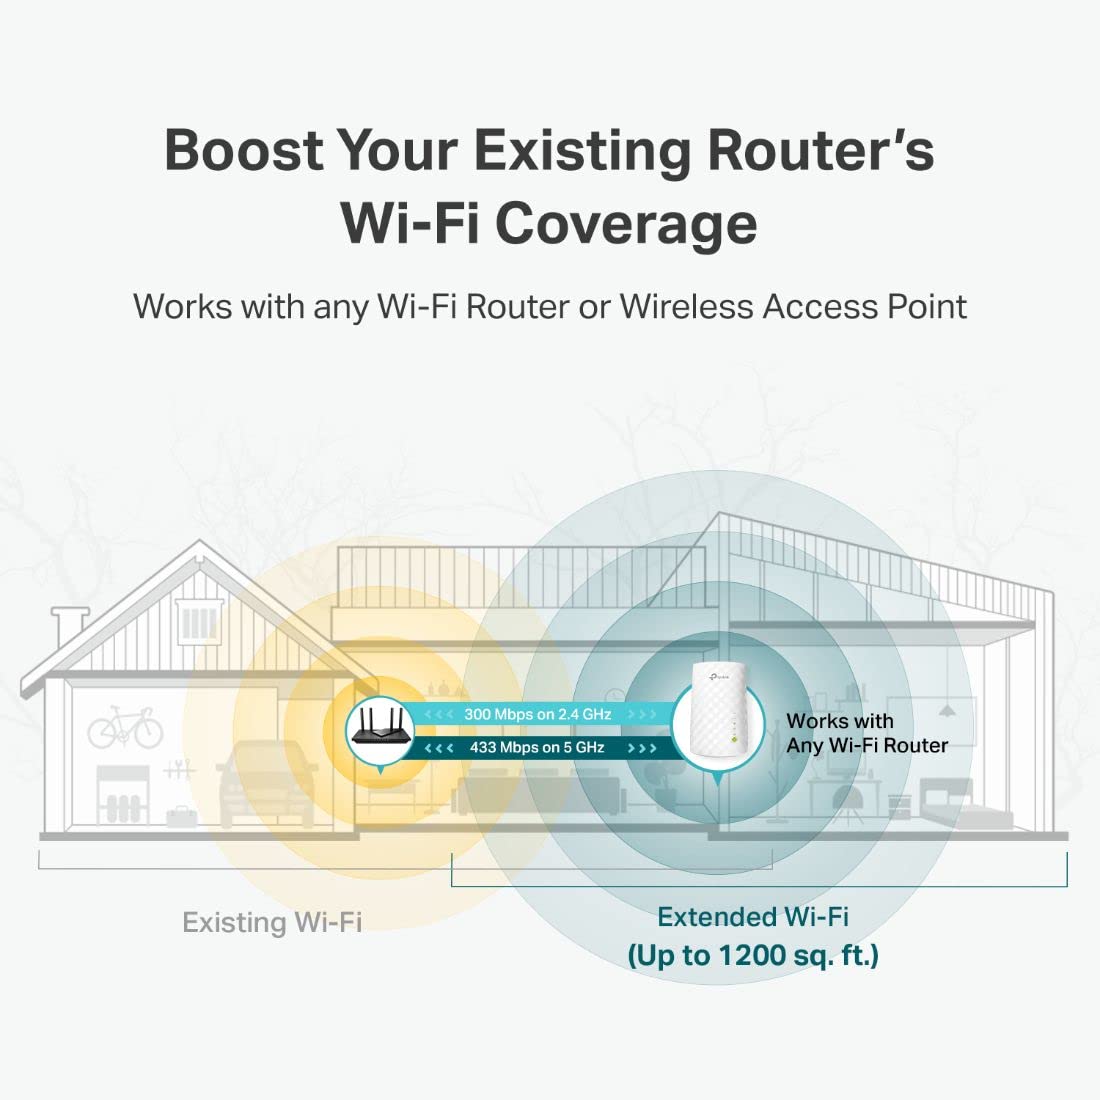 Boost Your Existing Router’s
Wi-Fi Coverage
Works with any Wi-Fi Router or Wireless Access Point
300 Mbps on 2.4 GHz
433 Mbps on 5 GHz
tp-link
Works with
Any Wi-Fi Router
Existing Wi-Fi
Extended Wi-Fi
(Up to 1200 sq. ft.)